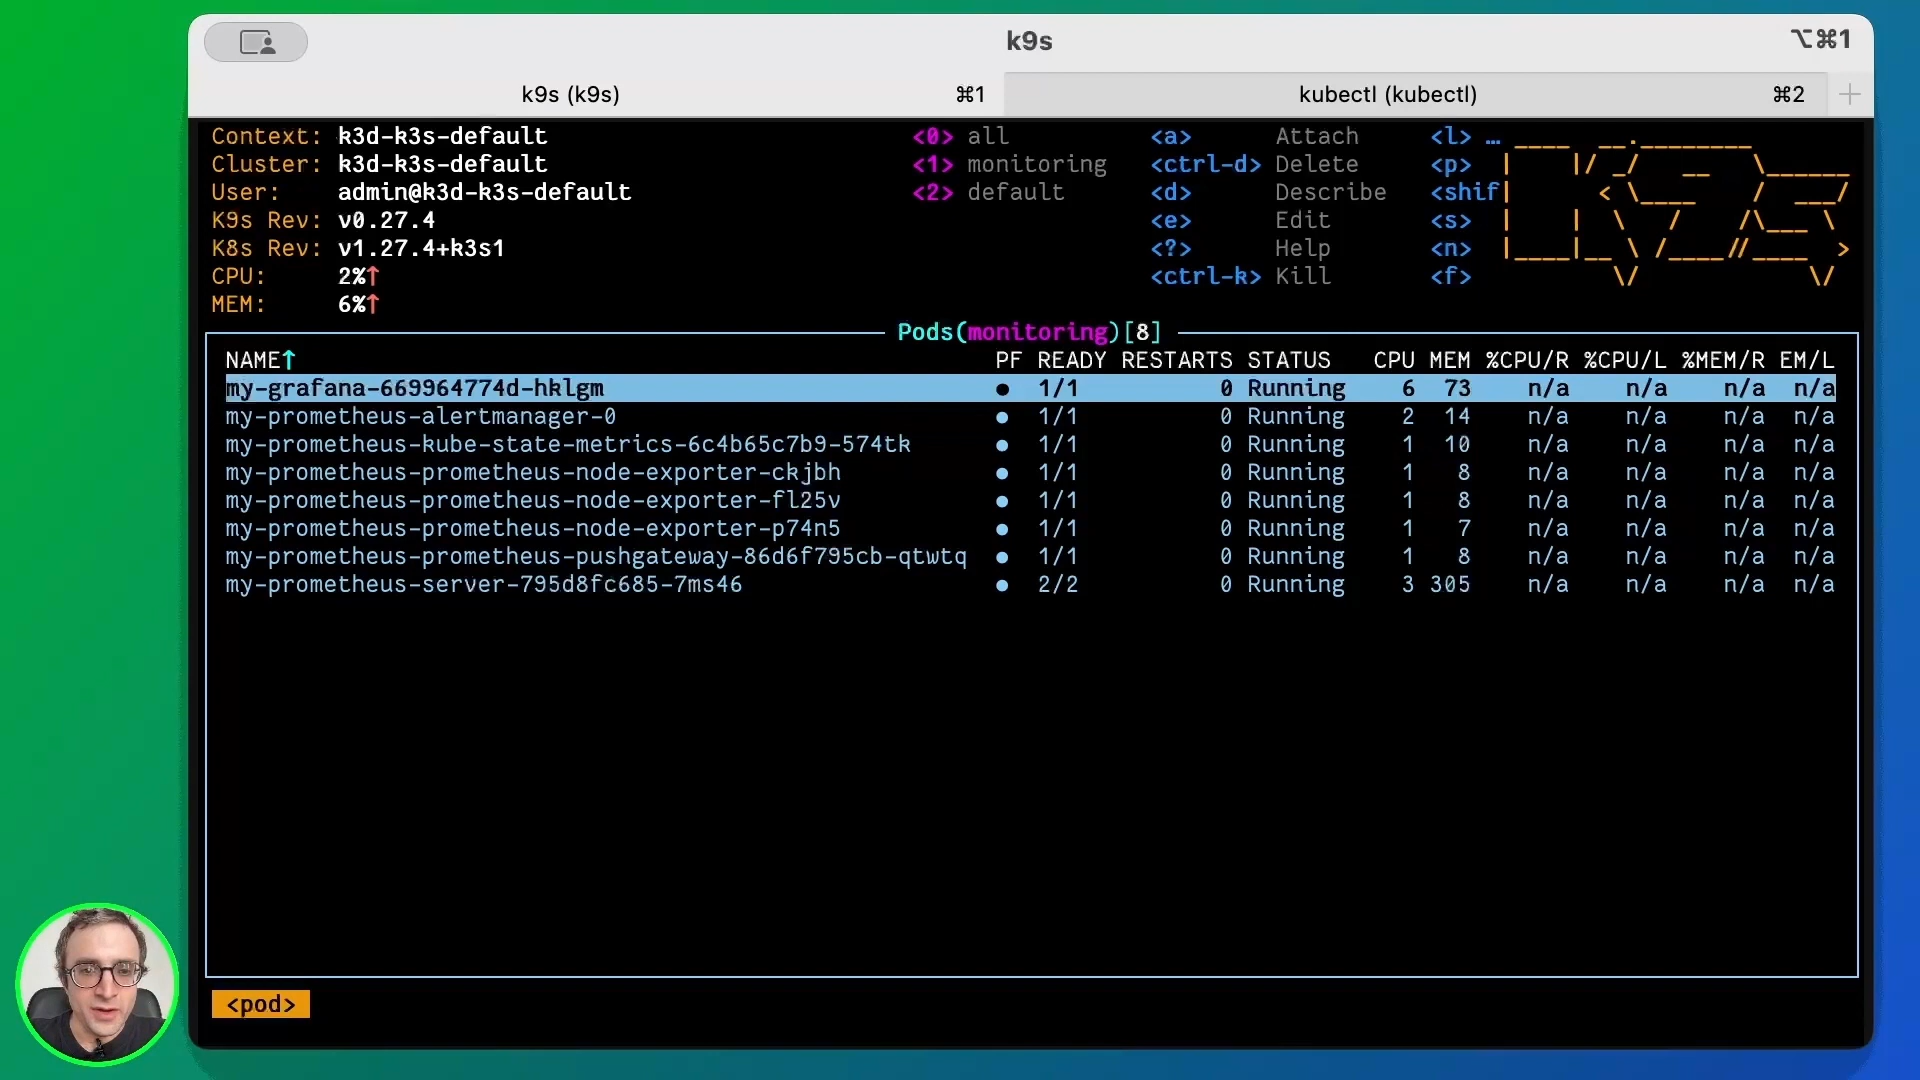 k9s
⌥⌘1
k9s (k9s) ⌘1 kubectl (kubectl) ⌘2 +
Context: k3d-k3s-default <0> all <a> Attach <l> …
Cluster: k3d-k3s-default <1> monitoring <ctrl-d> Delete <p>
User: admin@k3d-k3s-default <2> default <d> Describe <shif
K9s Rev: v0.27.4 <e> Edit <s>
K8s Rev: v1.27.4+k3s1 <?> Help <n>
CPU: 2%↑ <ctrl-k> Kill <f>
MEM: 6%↑
Pods(monitoring)[8]
NAME↑ PF READY RESTARTS STATUS CPU MEM %CPU/R %CPU/L %MEM/R EM/L
my-grafana-669964774d-hklgm ● 1/1 0 Running 6 73 n/a n/a n/a n/a
my-prometheus-alertmanager-0 ● 1/1 0 Running 2 14 n/a n/a n/a n/a
my-prometheus-kube-state-metrics-6c4b65c7b9-574tk ● 1/1 0 Running 1 10 n/a n/a n/a n/a
my-prometheus-prometheus-node-exporter-ckjbh ● 1/1 0 Running 1 8 n/a n/a n/a n/a
my-prometheus-prometheus-node-exporter-fl25v ● 1/1 0 Running 1 8 n/a n/a n/a n/a
my-prometheus-prometheus-node-exporter-p74n5 ● 1/1 0 Running 1 7 n/a n/a n/a n/a
my-prometheus-prometheus-pushgateway-86d6f795cb-qtwtq ● 1/1 0 Running 1 8 n/a n/a n/a n/a
my-prometheus-server-795d8fc685-7ms46 ● 2/2 0 Running 3 305 n/a n/a n/a n/a
<pod>